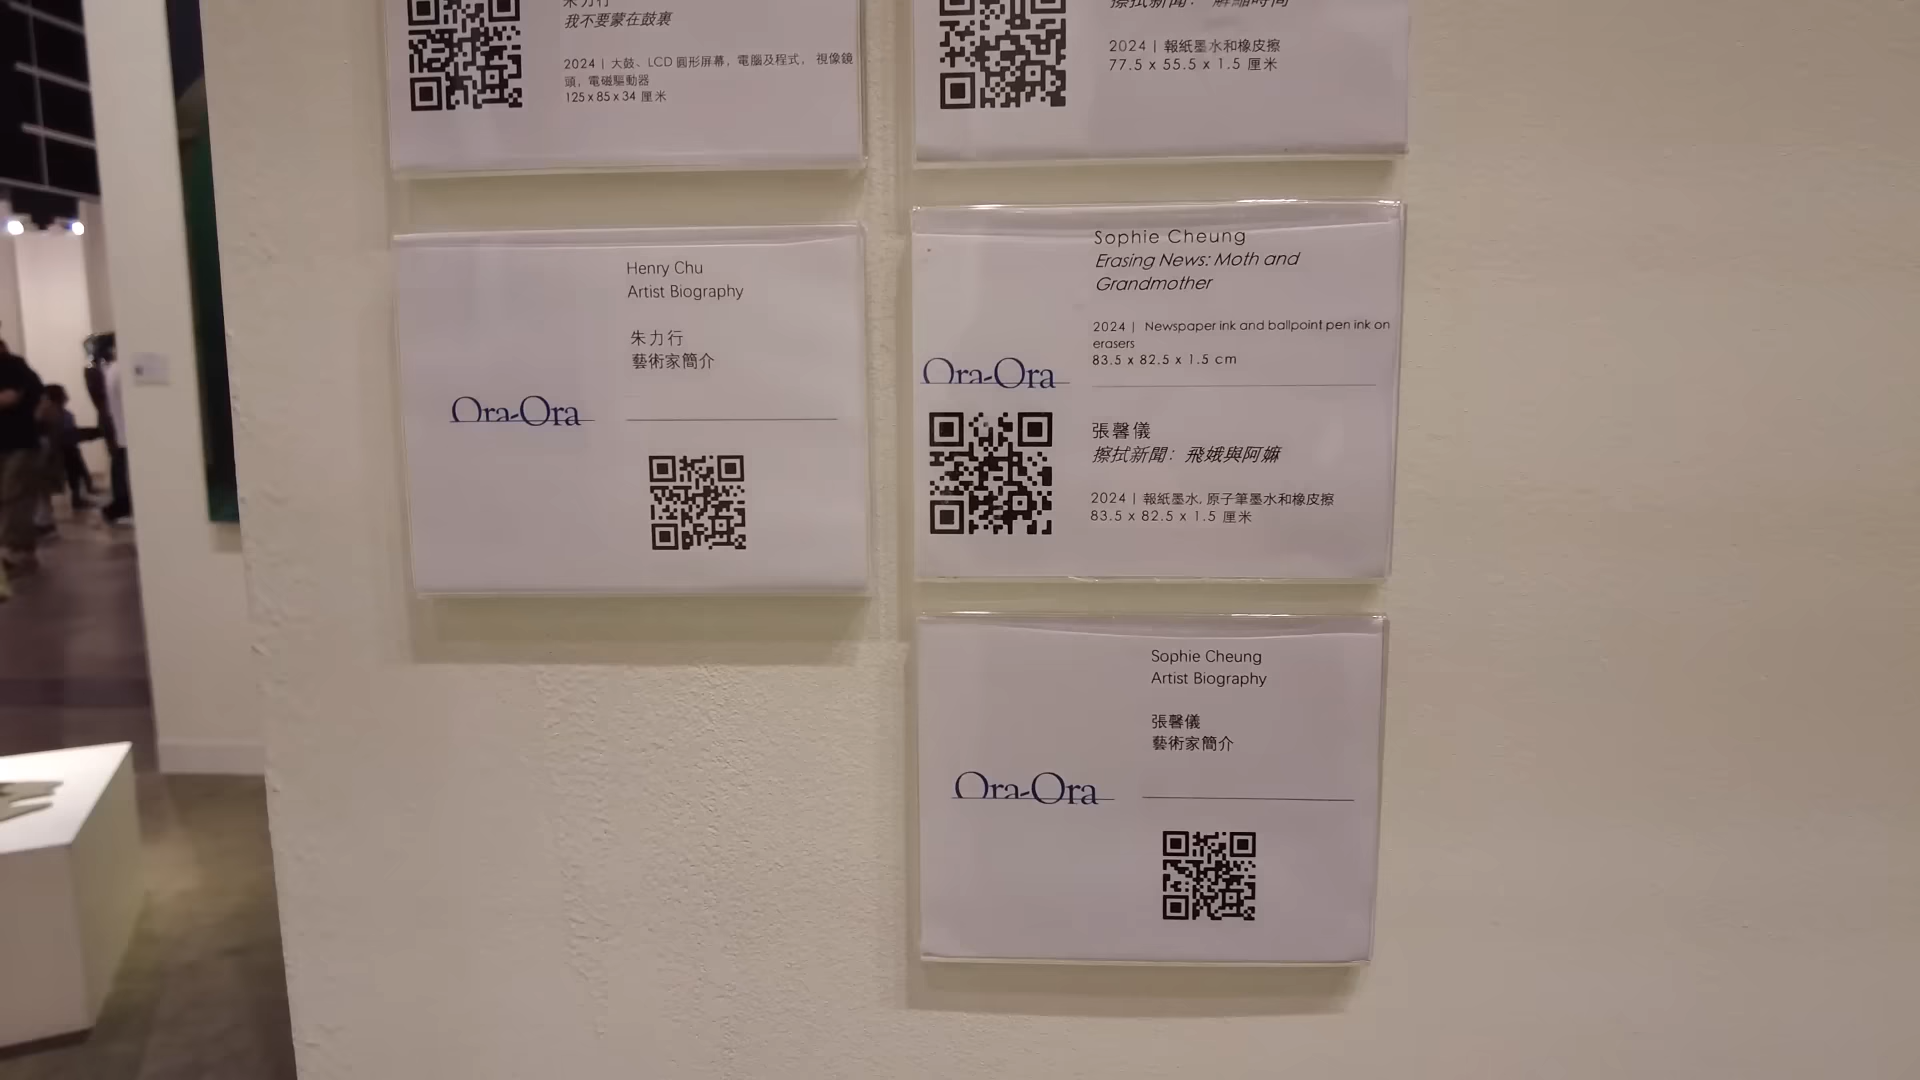 我不要蒙在鼓裏
2024 | 大鼓、LCD 圓形屏幕，電腦及程式， 視像鏡
頭，電磁驅動器
125 x 85 x 34 厘米
2024 | 報紙墨水和橡皮擦
77.5 x 55.5 x 1.5 厘米
Henry Chu
Artist Biography
朱力行
藝術家簡介
Ora-Ora
Sophie Cheung
Erasing News: Moth and
Grandmother
2024 | Newspaper ink and ballpoint pen ink on
erasers
83.5 x 82.5 x 1.5 cm
Ora-Ora
張馨儀
擦拭新聞：飛娥與阿嫲
2024 | 報紙墨水, 原子筆墨水和橡皮擦
83.5 x 82.5 x 1.5 厘米
Sophie Cheung
Artist Biography
張馨儀
藝術家簡介
Ora-Ora